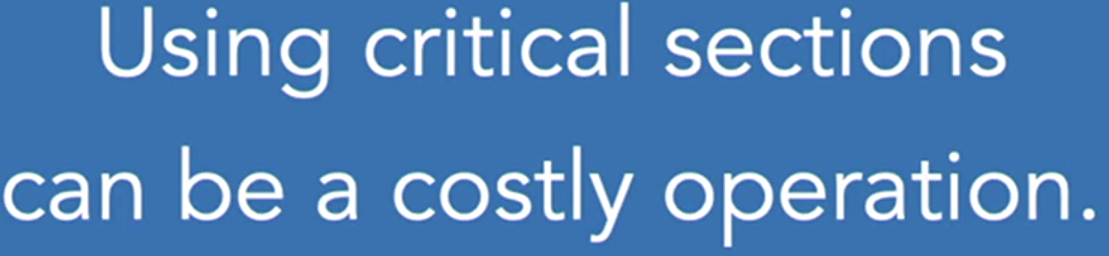 Using critical sections
can be a costly operation.